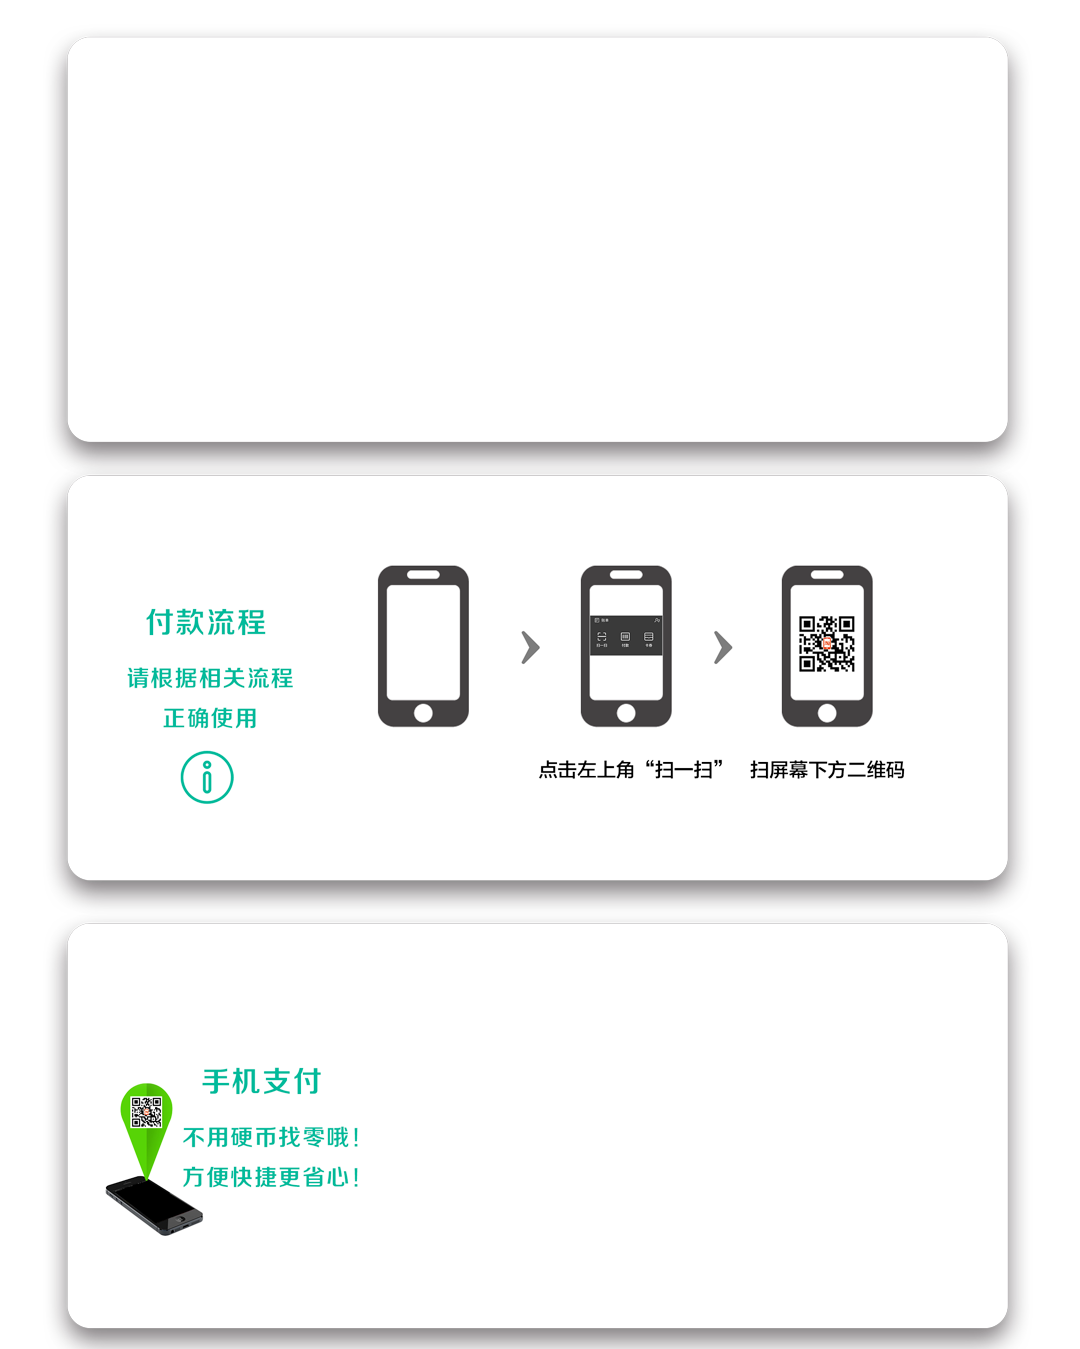 付款流程
请根据相关流程
正确使用
点击左上角“扫一扫”
扫屏幕下方二维码
手机支付
不用硬币找零哦！
方便快捷更省心！